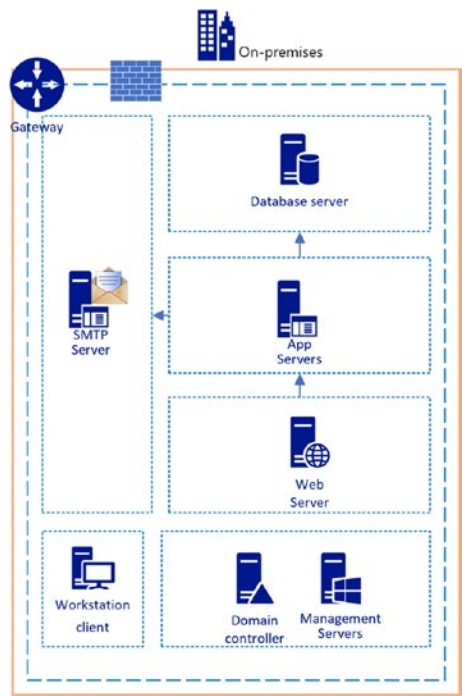 On-premises
Gateway
Database server
SMTP
Server
App
Servers
Web
Server
Workstation
client
Domain
controller
Management
Servers